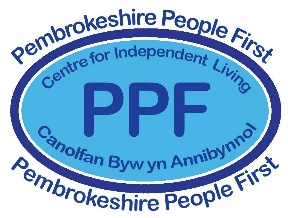 Pembrokeshire People First
Centre for Independent Living
PPF
Canolfan Byw yn Annibynnol
Pembrokeshire People First